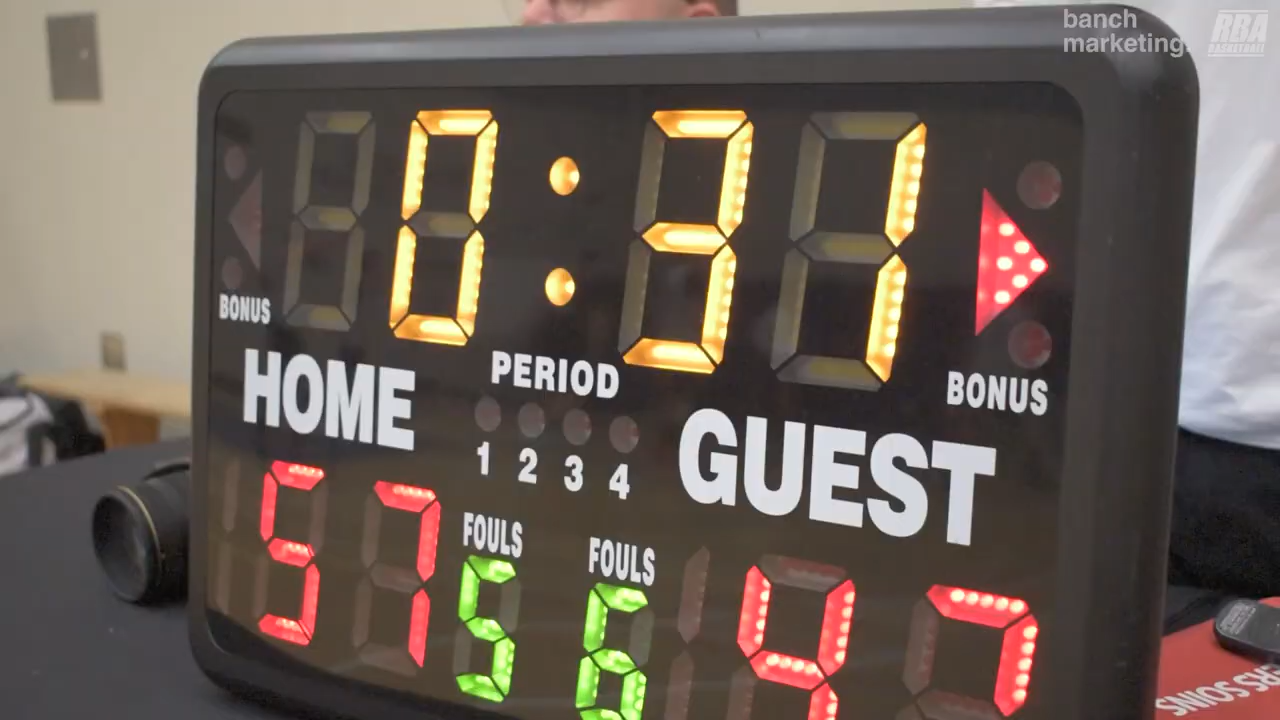 banch
marketing.
RBA
BASKETBALL
0:31
BONUS
BONUS
HOME
PERIOD
GUEST
1 2 3 4
FOULS
FOULS
57
5
6
47